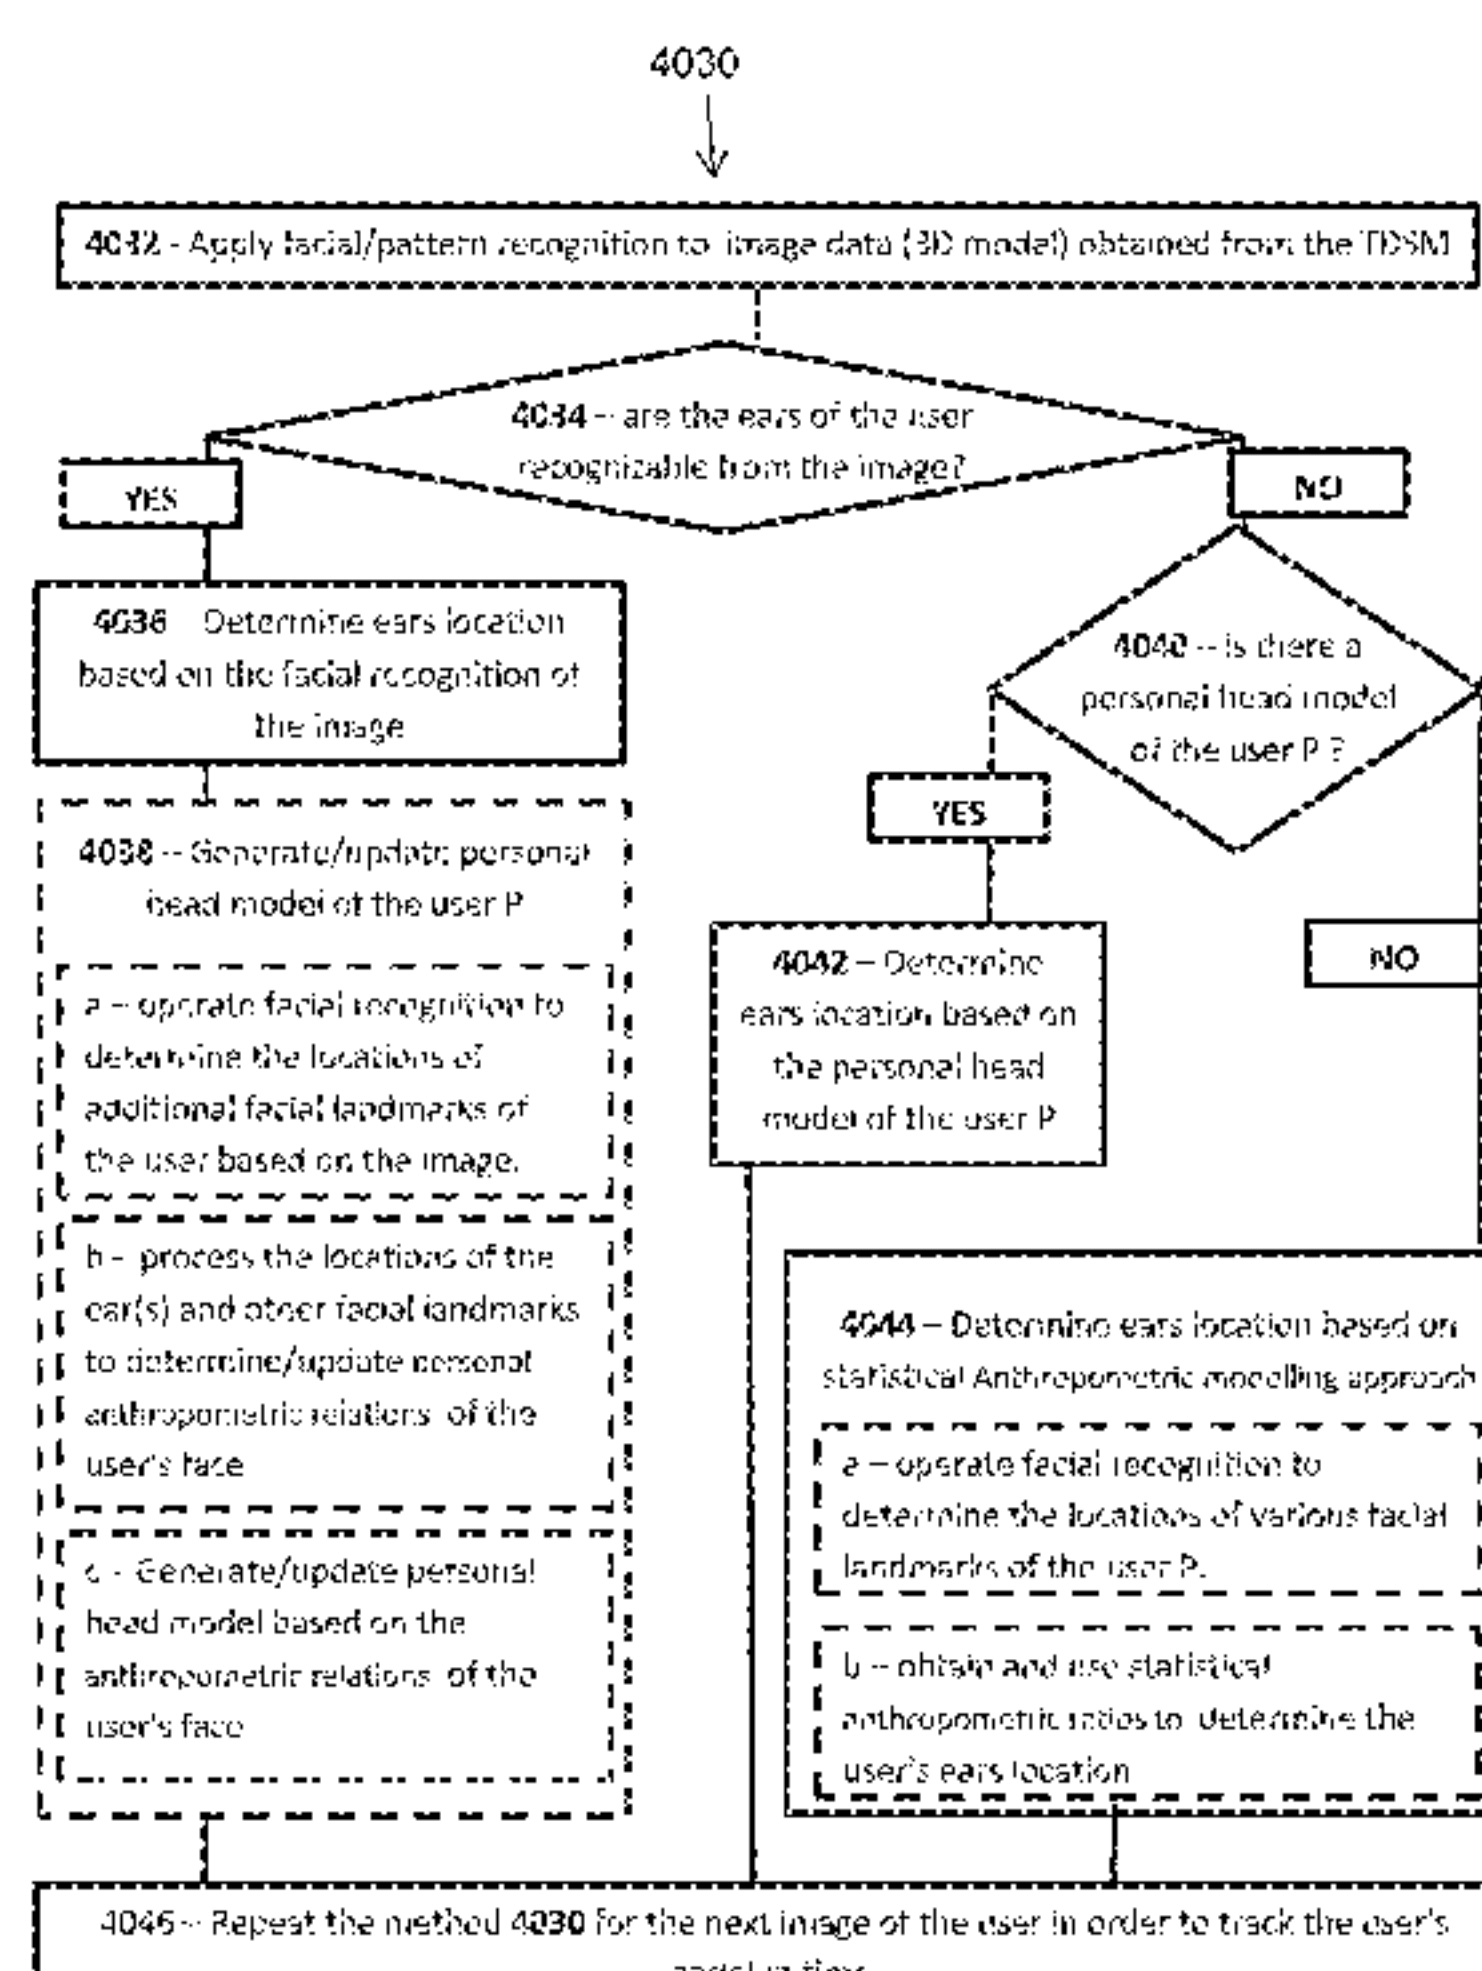 4030
4032 - Apply facial/pattern recognition to image data (3D model) obtained from the TDSM
4034 – are the ears of the user
recognizable from the image?
YES
NO
4036 Determine ears location
based on the facial recognition of
the image
4040 – is there a
personal head model
of the user P ?
YES
NO
4038 – Generate/update personal
head model of the user P
a – operate facial recognition to
determine the locations of
additional facial landmarks of
the user based on the image.
b – process the locations of the
ear(s) and other facial landmarks
to determine/update personal
anthropometric relations of the
user's face
c - Generate/update personal
head model based on the
anthropometric relations of the
user's face
4042 – Determine
ears location based on
the personal head
model of the user P
4044 – Determine ears location based on
statistical Anthropometric modelling approach
a – operate facial recognition to
determine the locations of various facial
landmarks of the user P.
b – obtain and use statistical
anthropometric ratios to determine the
user's ears location
4046 – Repeat the method 4030 for the next image of the user in order to track the user's